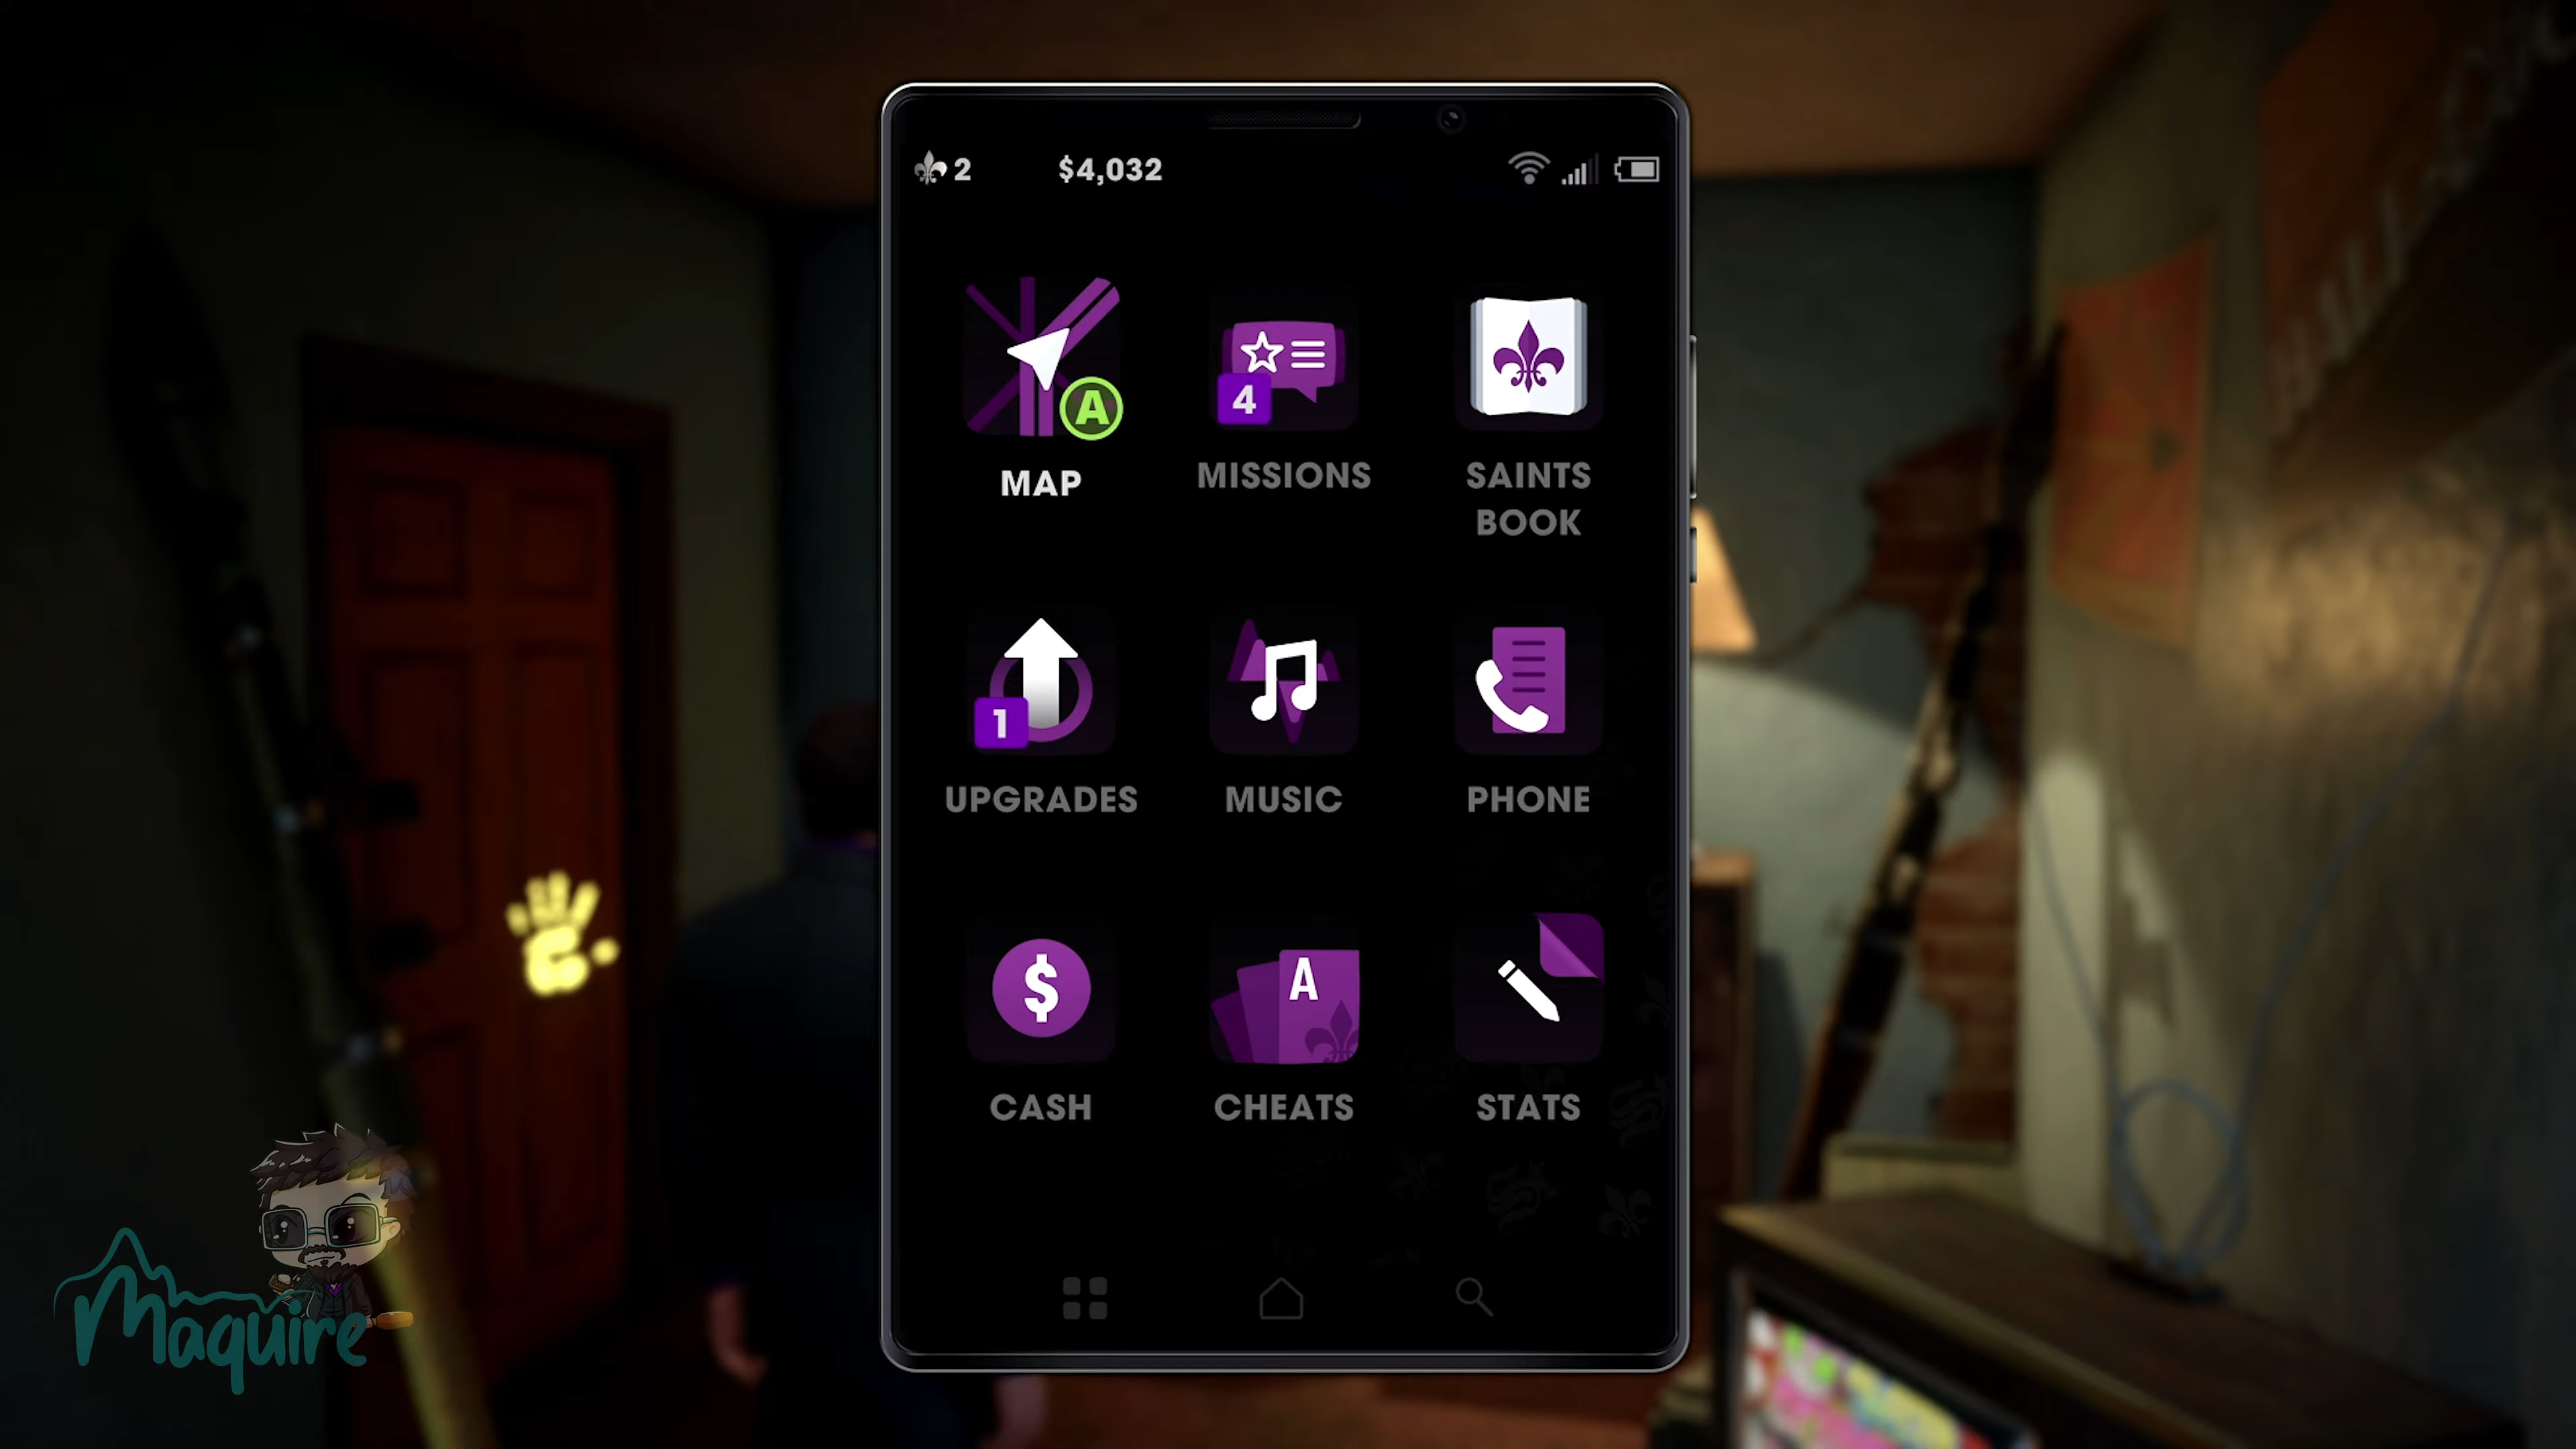 2 $4,032
A
MAP
4
MISSIONS
SAINTS
BOOK
1
UPGRADES
MUSIC
PHONE
$
CASH
A
CHEATS
STATS
Maquire